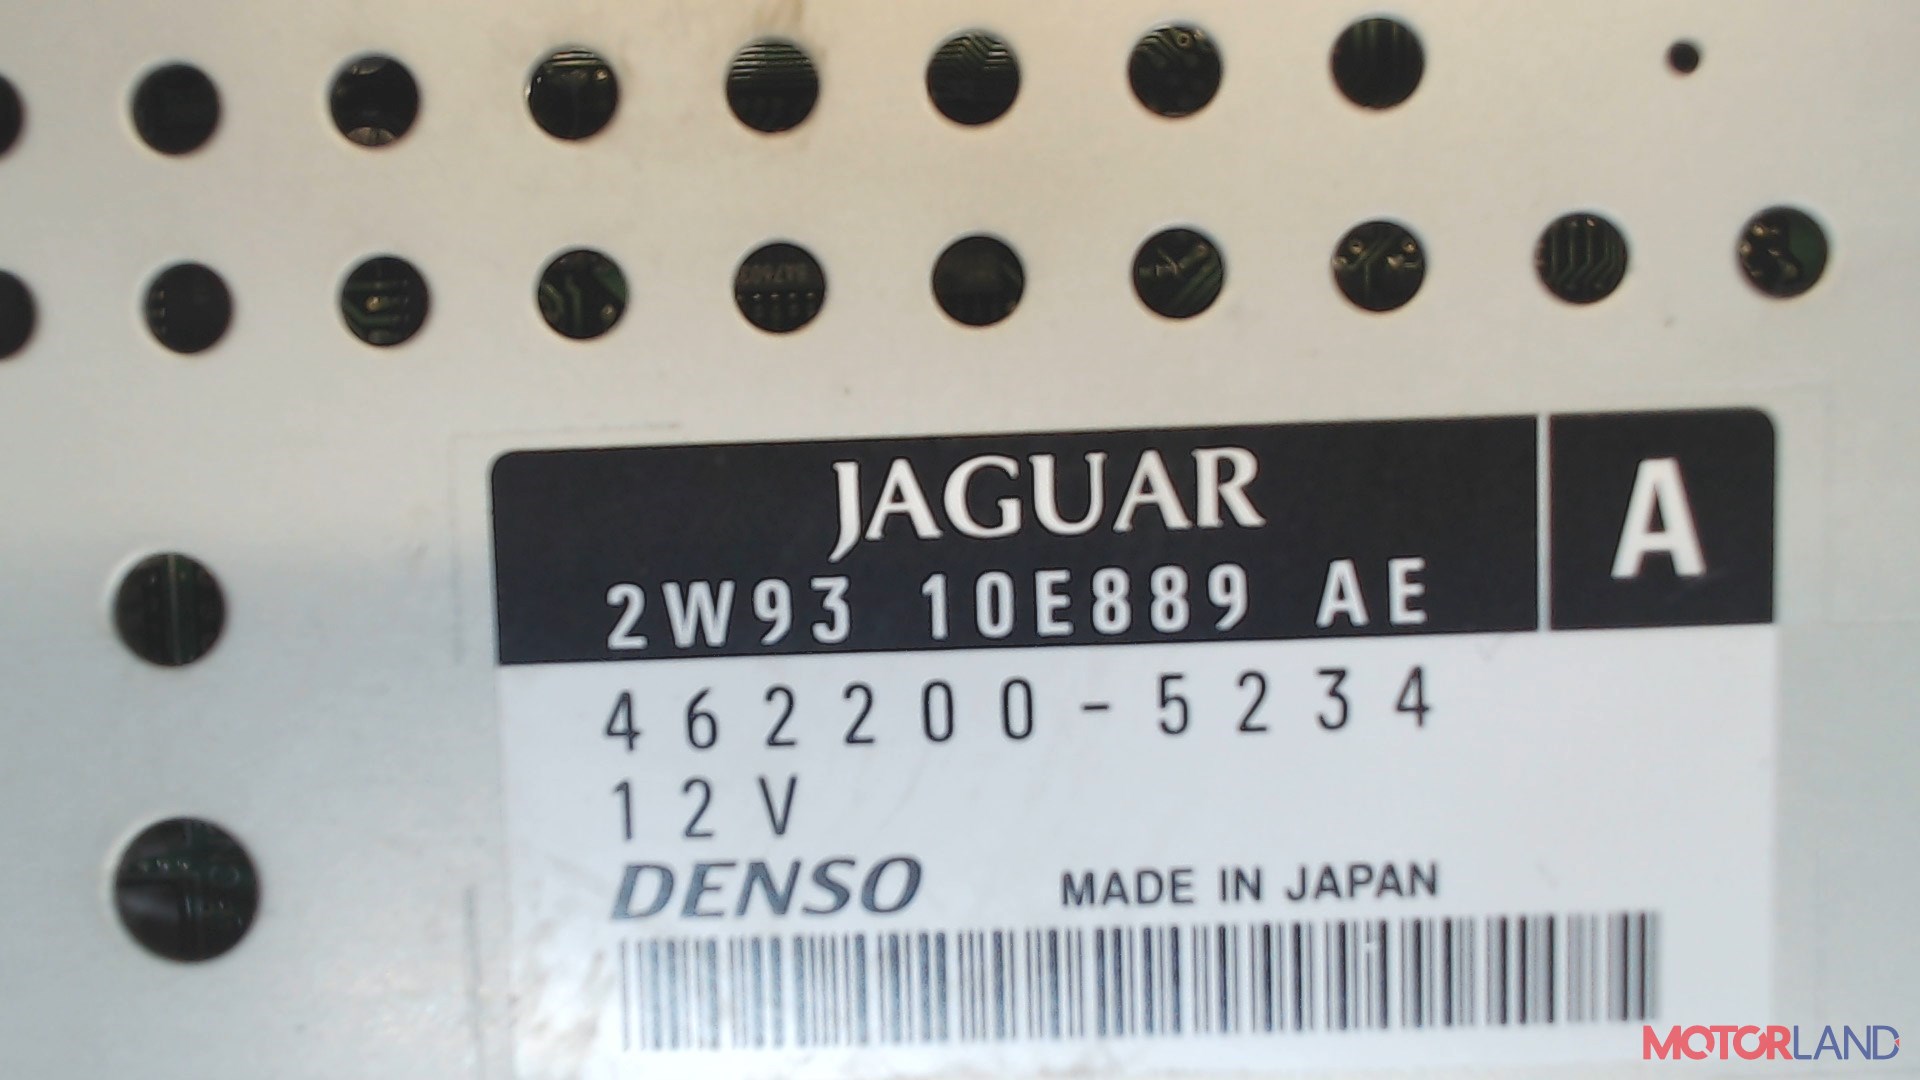 JAGUAR
A
2W93 10E889 AE
462200-5234
12V
DENSO
MADE IN JAPAN
MOTORLAND